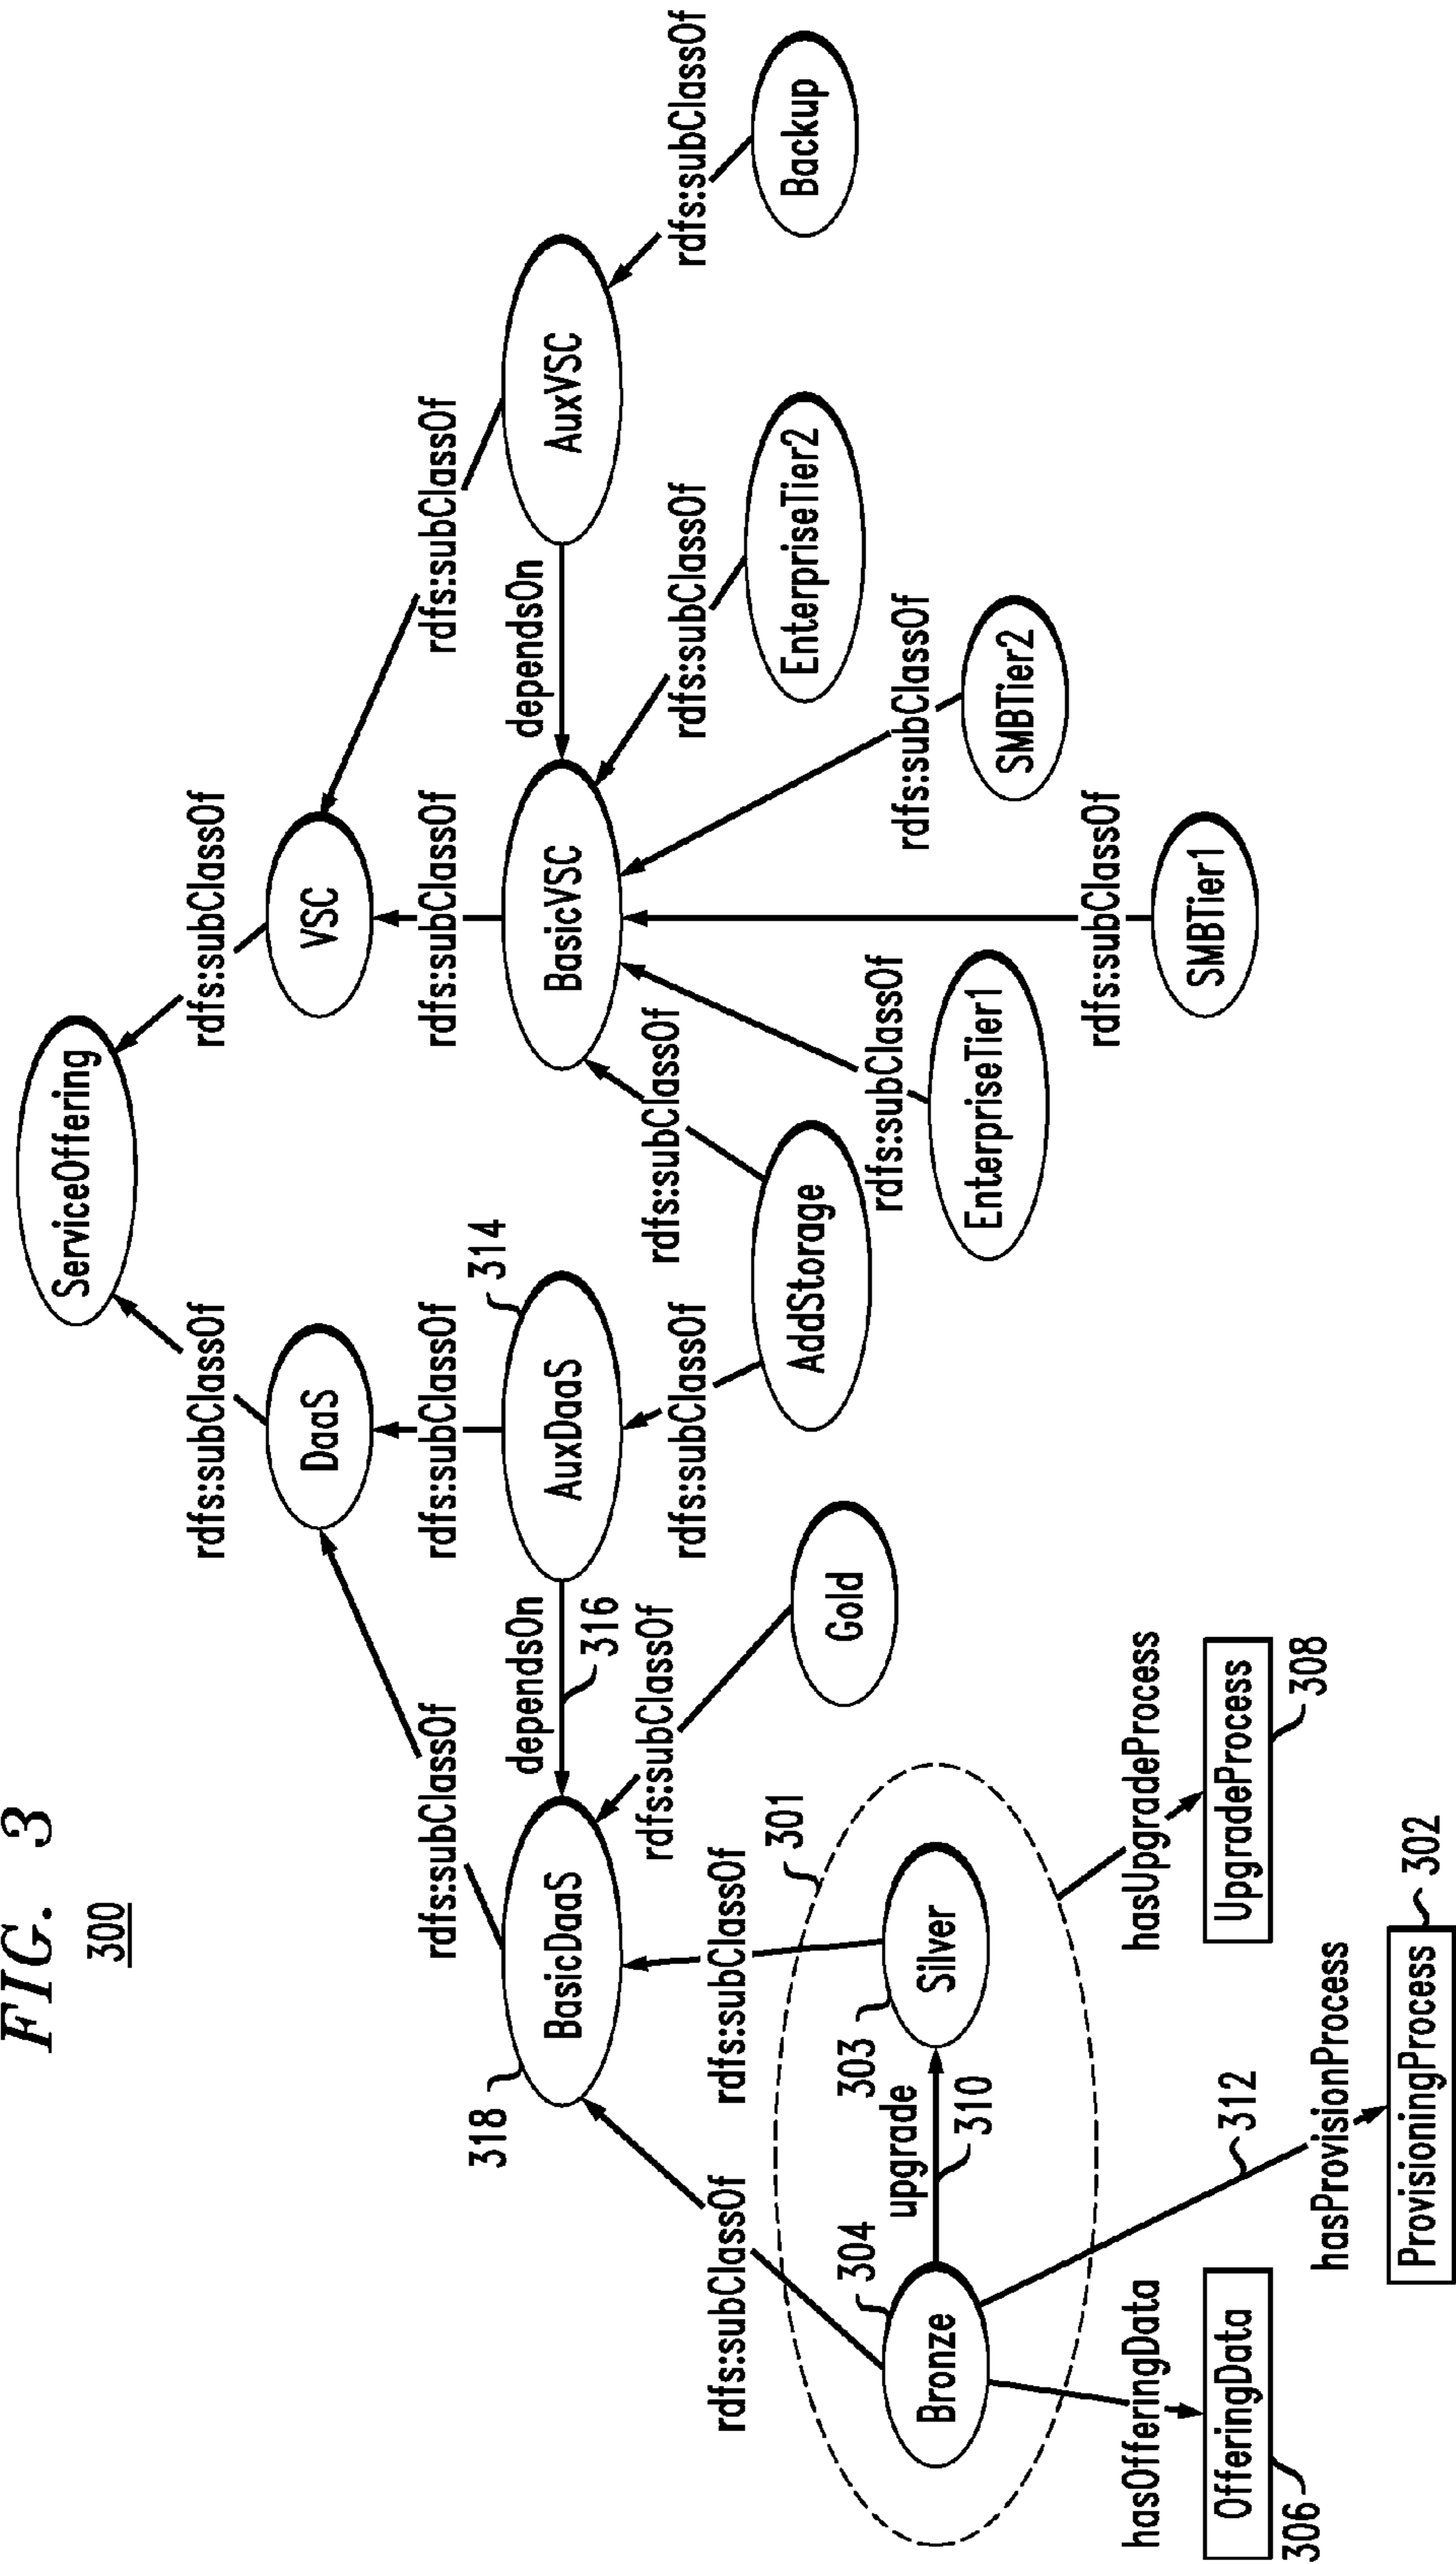 FIG. 3
300
ServiceOffering
rdfs:subClassOf
rdfs:subClassOf
DaaS
VSC
rdfs:subClassOf
rdfs:subClassOf
rdfs:subClassOf
rdfs:subClassOf
318
BasicDaaS
dependsOn
316
AuxDaaS
314
BasicVSC
dependsOn
AuxVSC
rdfs:subClassOf
rdfs:subClassOf
rdfs:subClassOf
rdfs:subClassOf
rdfs:subClassOf
rdfs:subClassOf
rdfs:subClassOf
301
Gold
AddStorage
EnterpriseTier2
Backup
304
upgrade
303
rdfs:subClassOf
rdfs:subClassOf
Bronze
310
Silver
EnterpriseTier1
SMBTier2
hasOfferingData
312
hasUpgradeProcess
rdfs:subClassOf
306
OfferingData
UpgradeProcess
308
SMBTier1
hasProvisionProcess
ProvisioningProcess
302